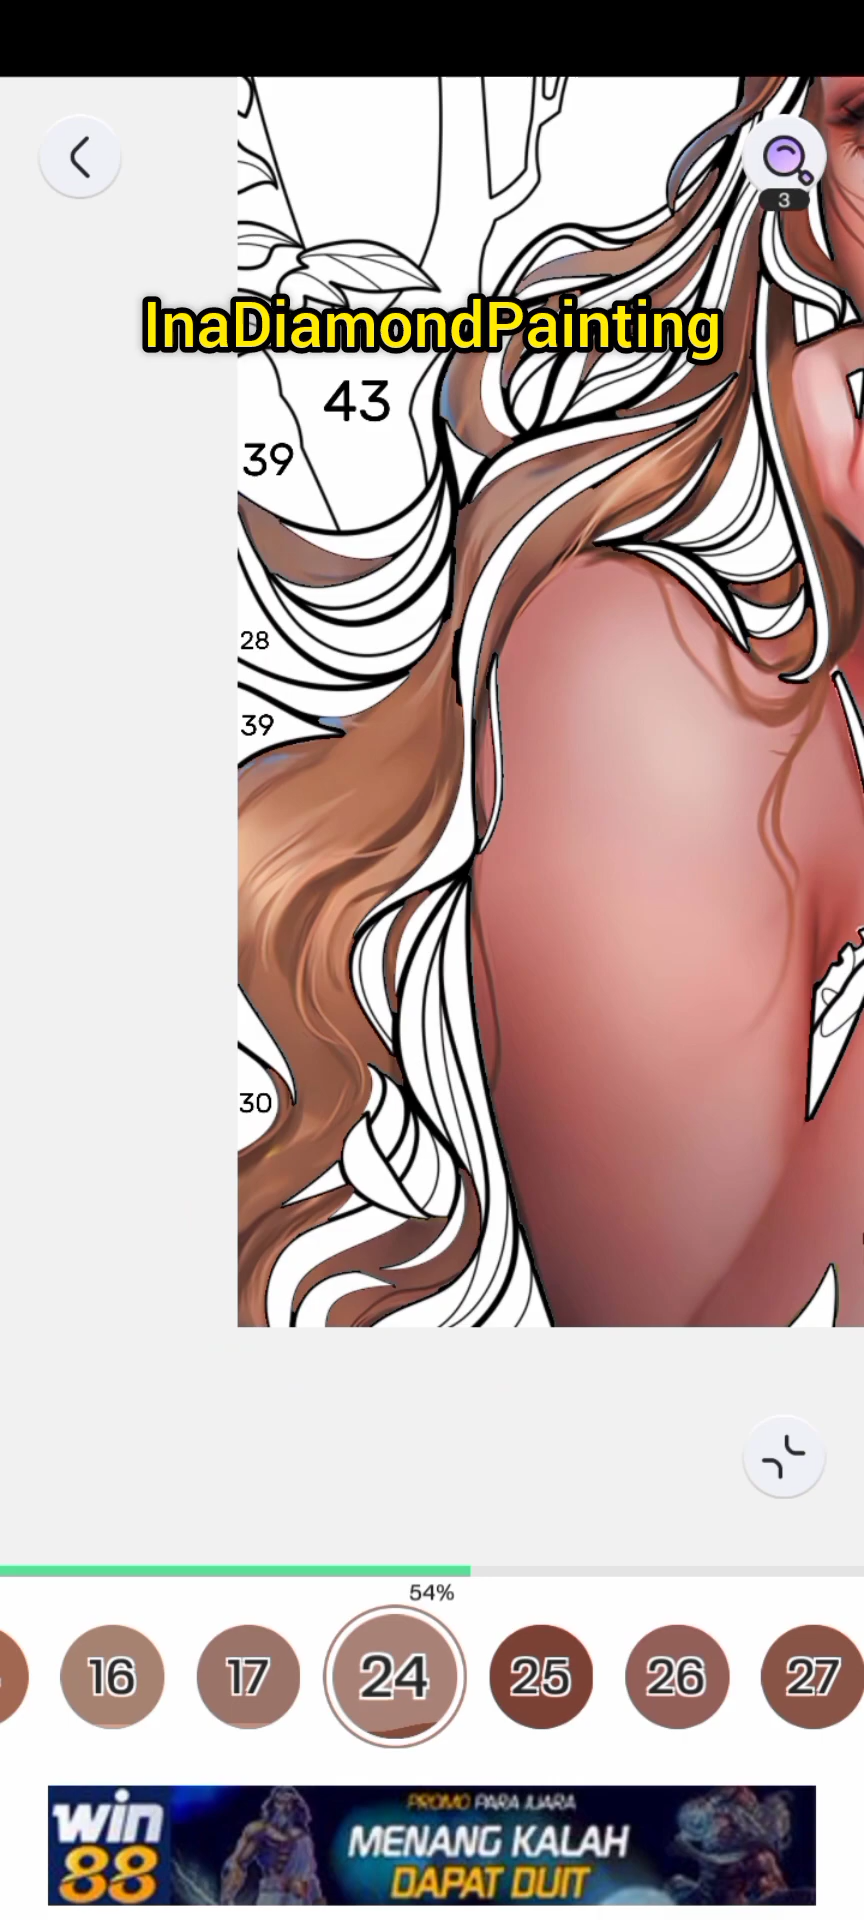 3
InaDiamondPainting
43
39
28
39
30
54%
16 17 24 25 26 27
win
88
PROMO PARA JUARA
MENANG KALAH
DAPAT DUIT